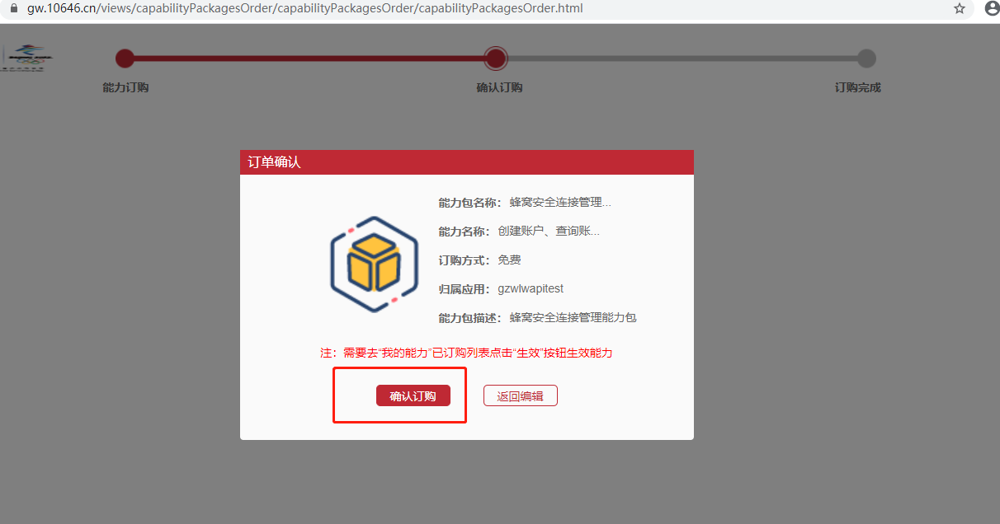 gw.10646.cn/views/capabilityPackagesOrder/capabilityPackagesOrder/capabilityPackagesOrder.html
能力订购
确认订购
订购完成
订单确认
能力包名称： 蜂窝安全连接管理...
能力名称： 创建账户、查询账...
订购方式： 免费
归属应用： gzwlwapitest
能力包描述： 蜂窝安全连接管理能力包
注：需要去“我的能力”已订购列表点击“生效”按钮生效能力
确认订购
返回编辑